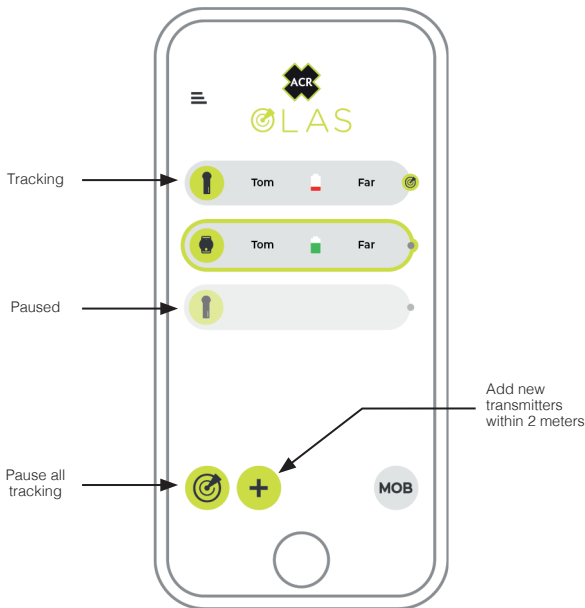 ACR
OLAS
Tracking
Tom Far
Tom Far
Paused
Add new
transmitters
within 2 meters
Pause all
tracking
+
MOB